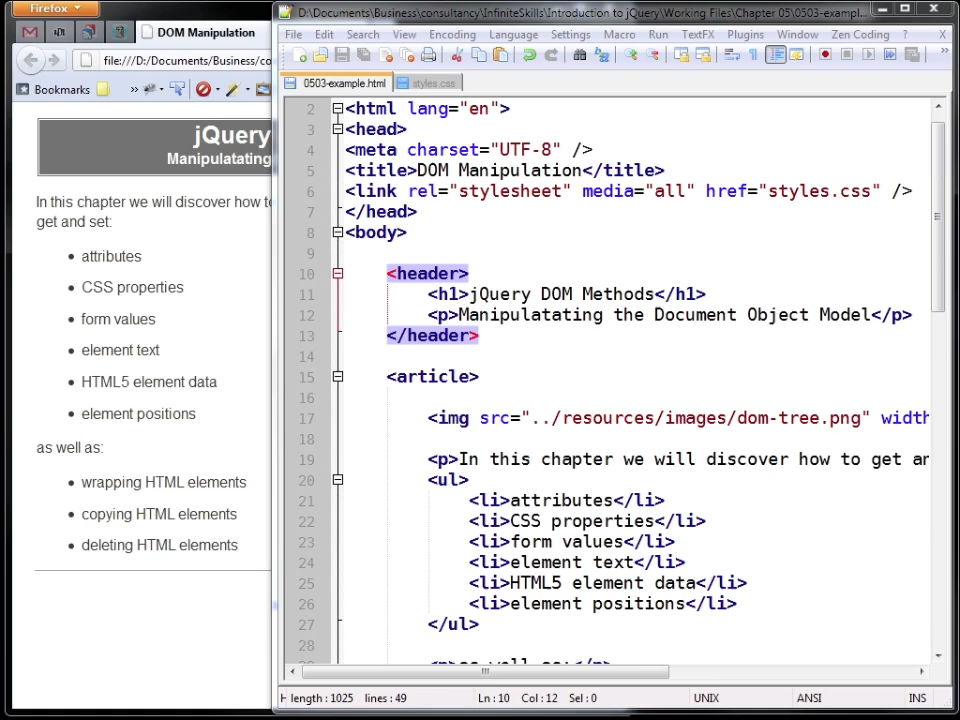 Firefox
D:\Documents\Business\consultancy\InfiniteSkills\Introduction to jQuery\Working Files\Chapter 05\0503-exampl...
DOM Manipulation
File Edit Search View Encoding Language Settings Macro Run TextFX Plugins Window Zen Coding ? X
file:///D:/Documents/Business/co
Bookmarks
0503-example.html
styles.css
jQuery
Manipulatating
In this chapter we will discover how to
get and set:
attributes
CSS properties
form values
element text
HTML5 element data
element positions
as well as:
wrapping HTML elements
copying HTML elements
deleting HTML elements
2 <html lang="en">
3 <head>
4 <meta charset="UTF-8" />
5 <title>DOM Manipulation</title>
6 <link rel="stylesheet" media="all" href="styles.css" />
7 </head>
8 <body>
9
10 <header>
11 <h1>jQuery DOM Methods</h1>
12 <p>Manipulatating the Document Object Model</p>
13 </header>
14
15 <article>
16
17 <img src="../resources/images/dom-tree.png" width
18
19 <p>In this chapter we will discover how to get an
20 <ul>
21 <li>attributes</li>
22 <li>CSS properties</li>
23 <li>form values</li>
24 <li>element text</li>
25 <li>HTML5 element data</li>
26 <li>element positions</li>
27 </ul>
28
<p>as well as:</p>
H length : 1025 lines : 49 Ln : 10 Col : 12 Sel : 0 UNIX ANSI INS